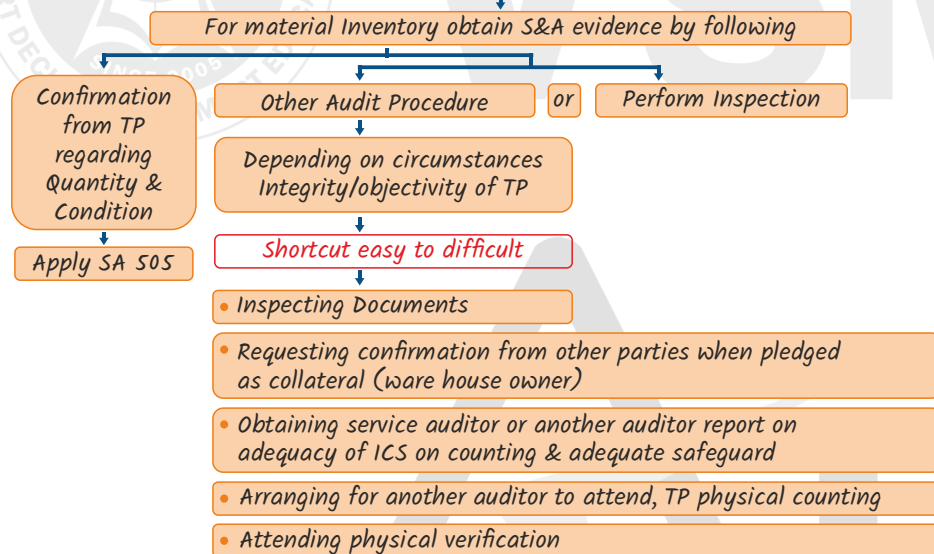 For material Inventory obtain S&A evidence by following
Confirmation
from TP
regarding
Quantity &
Condition
Apply SA 505
Other Audit Procedure
or
Perform Inspection
Depending on circumstances
Integrity/objectivity of TP
Shortcut easy to difficult
• Inspecting Documents
• Requesting confirmation from other parties when pledged
as collateral (ware house owner)
• Obtaining service auditor or another auditor report on
adequacy of ICS on counting & adequate safeguard
• Arranging for another auditor to attend, TP physical counting
• Attending physical verification